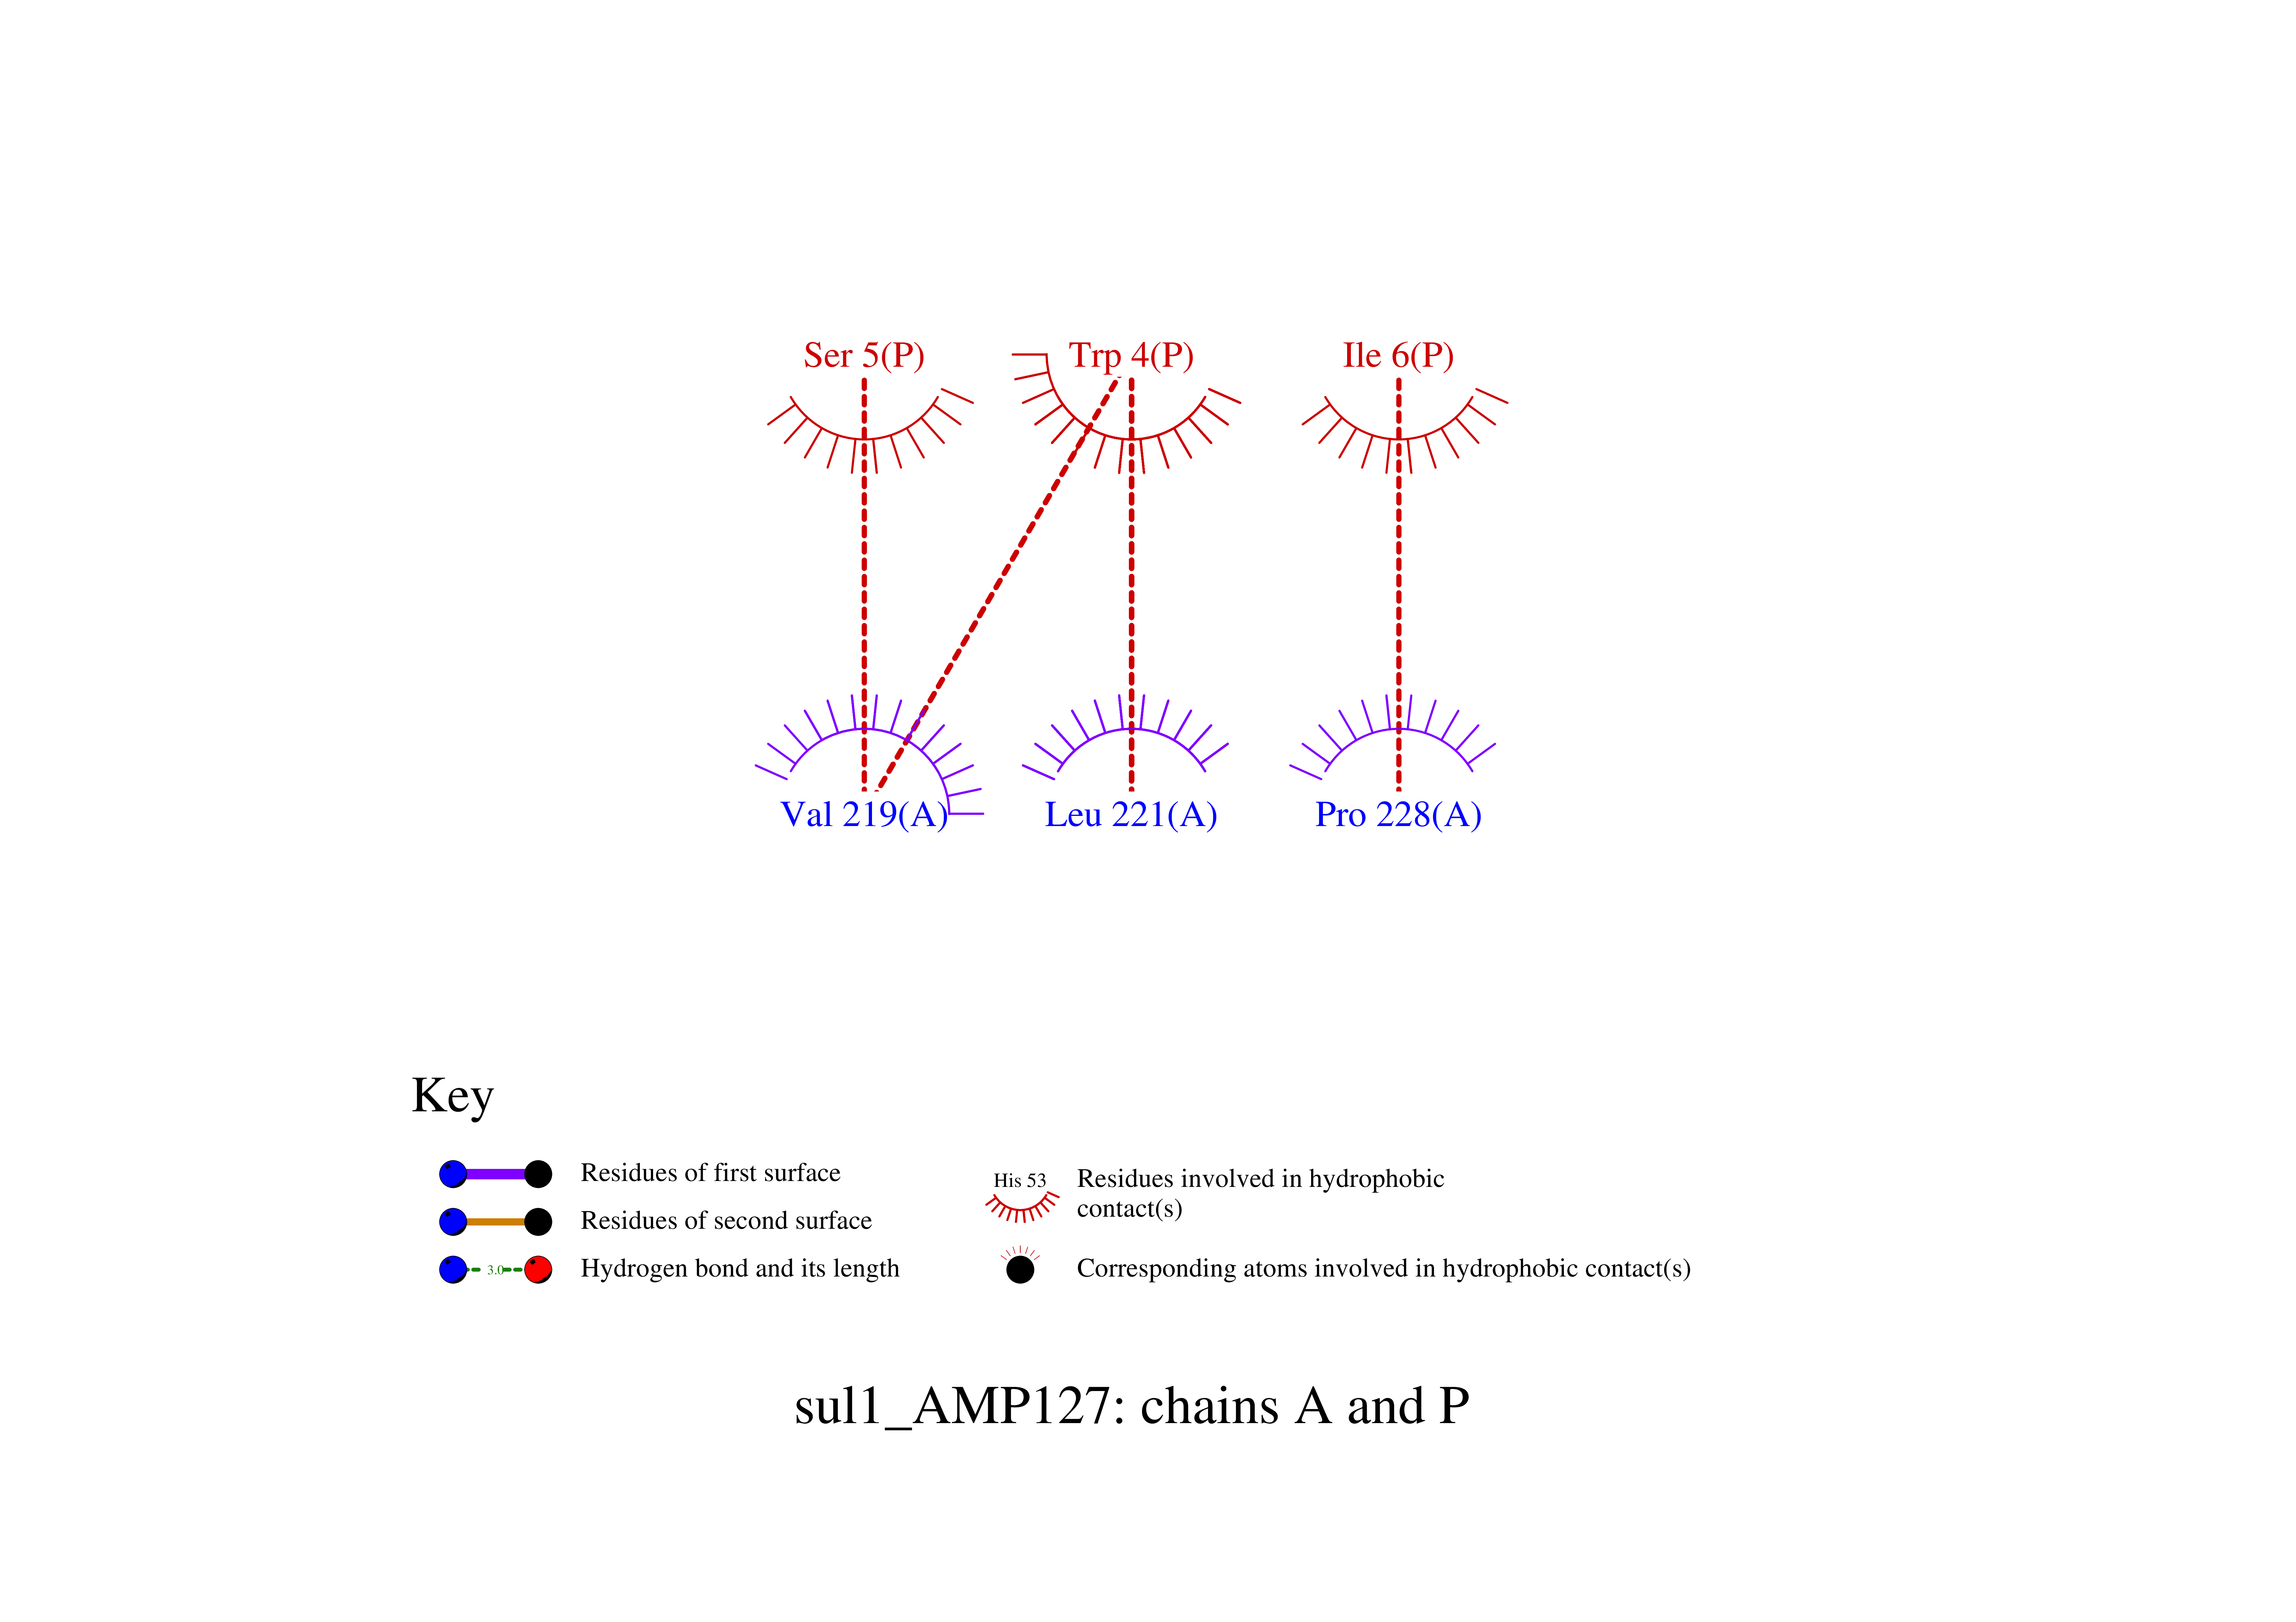 Ser 5(P) Trp 4(P) Ile 6(P)
Val 219(A) Leu 221(A) Pro 228(A)
Key
Residues of first surface
Residues of second surface
3.0 Hydrogen bond and its length
His 53 Residues involved in hydrophobic
contact(s)
Corresponding atoms involved in hydrophobic contact(s)
sul1_AMP127: chains A and P